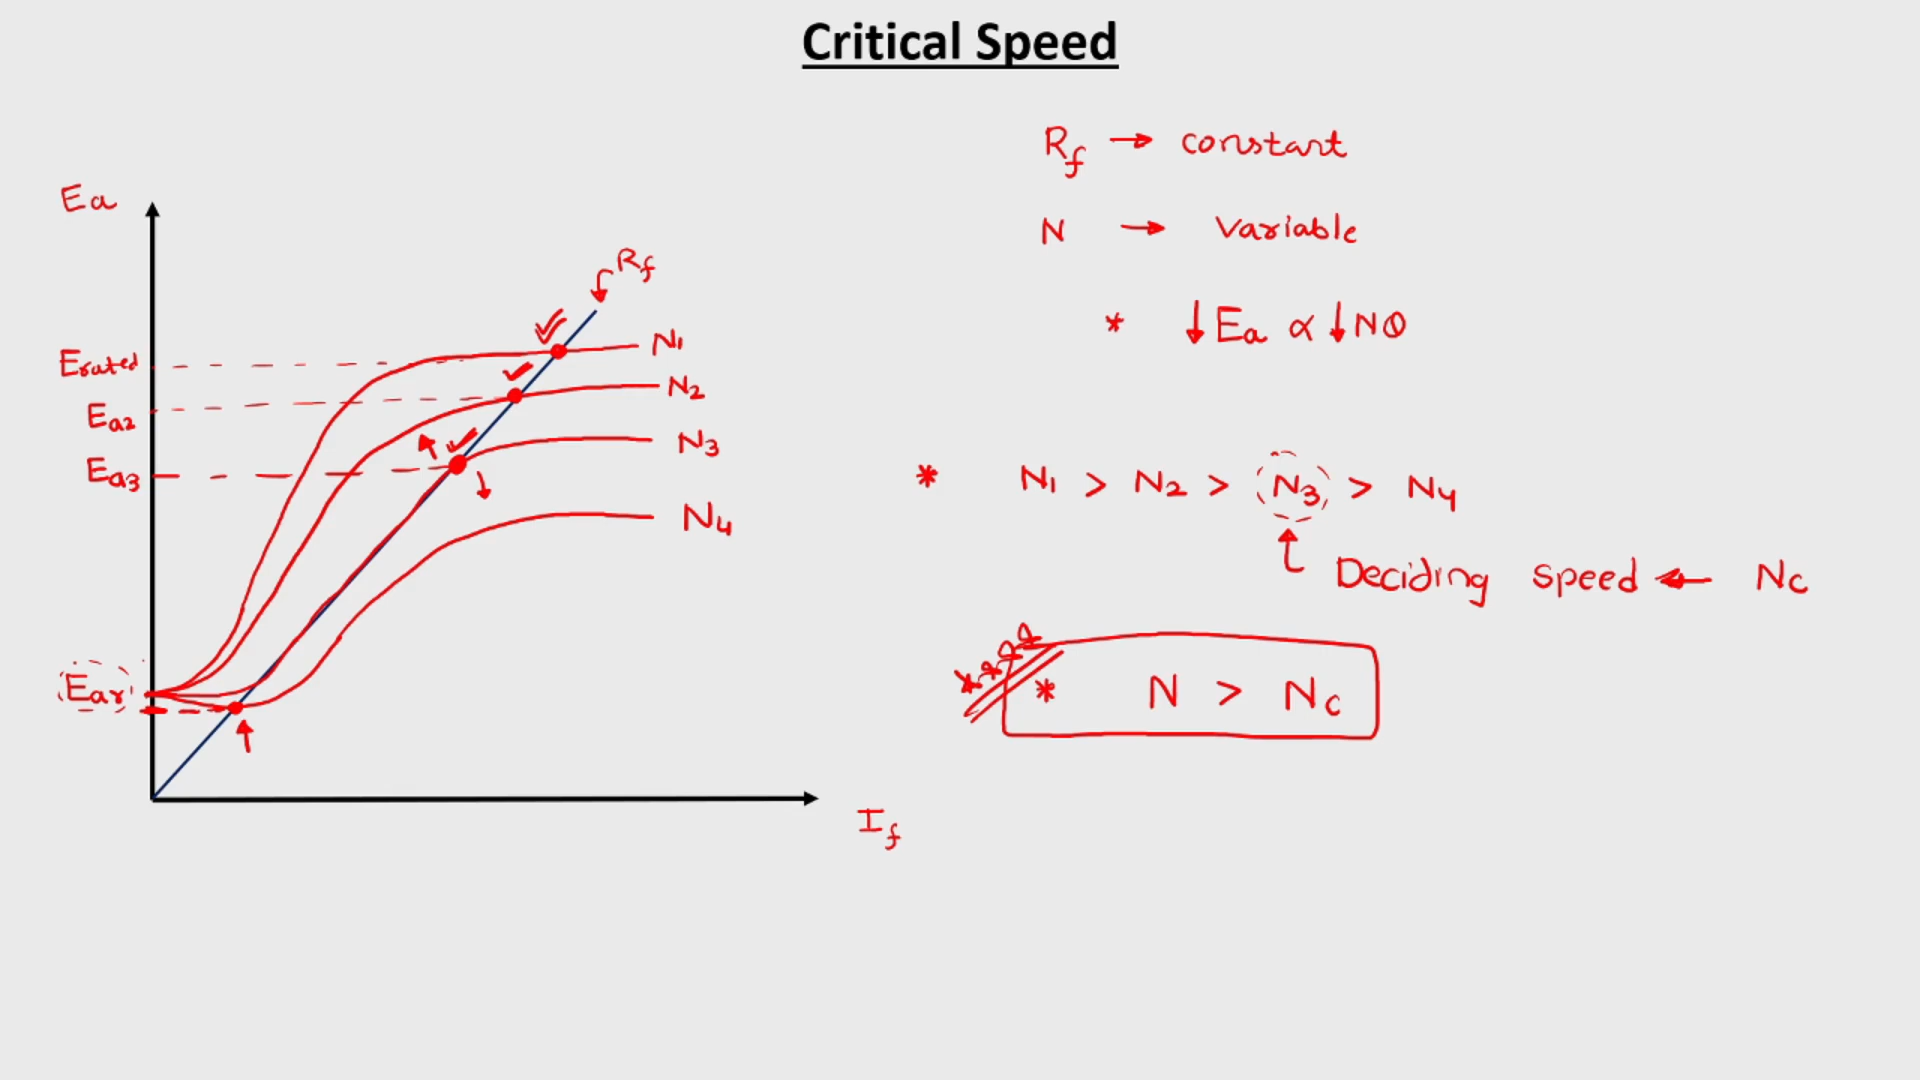 Critical Speed
Rf → constant
N → Variable
* ↓Ea ∝ ↓NΦ
Ea
Rf
Erated
N1
Ea2
N2
Ea3
N3
N4
Ear
If
* N1 > N2 > N3 > N4
Deciding speed ← Nc
* N > Nc